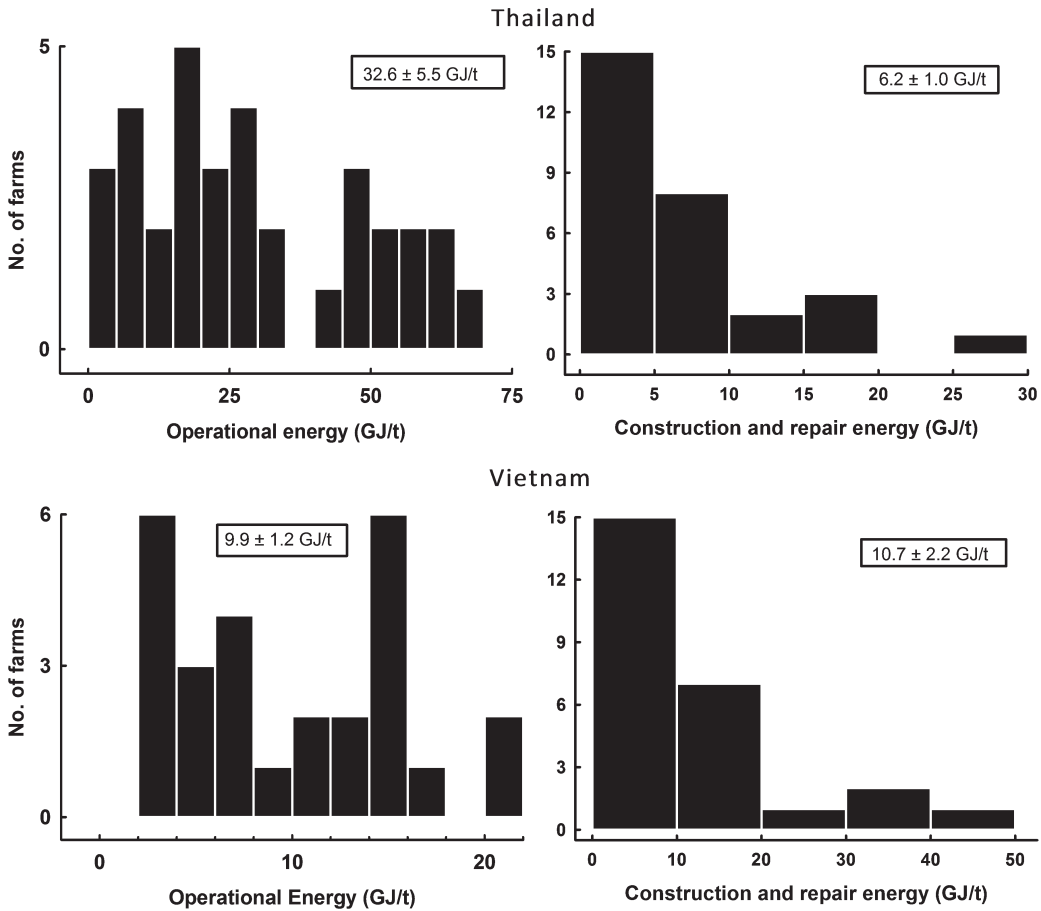 Thailand
5
0
No. of farms
32.6 ± 5.5 GJ/t
0 25 50 75
Operational energy (GJ/t)
15
12
9
6
3
0
6.2 ± 1.0 GJ/t
0 5 10 15 20 25 30
Construction and repair energy (GJ/t)
Vietnam
6
3
0
No. of farms
9.9 ± 1.2 GJ/t
0 10 20
Operational Energy (GJ/t)
15
12
9
6
3
0
10.7 ± 2.2 GJ/t
0 10 20 30 40 50
Construction and repair energy (GJ/t)